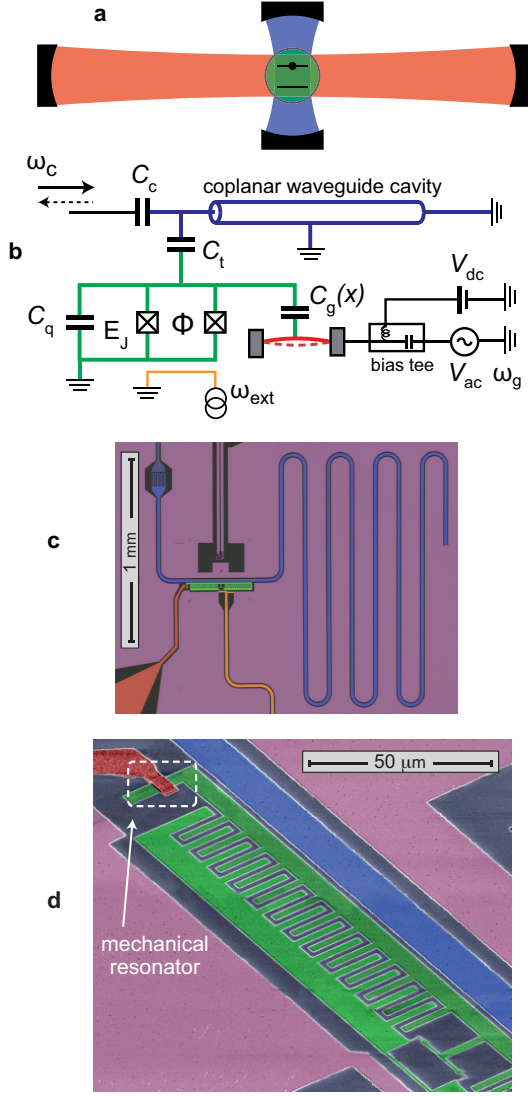 a
ω_c
C_c
coplanar waveguide cavity
b
C_t
V_dc
C_q
E_J
Φ
C_g(x)
bias tee
V_ac
ω_g
ω_ext
c
1 mm
50 μm
d
mechanical
resonator